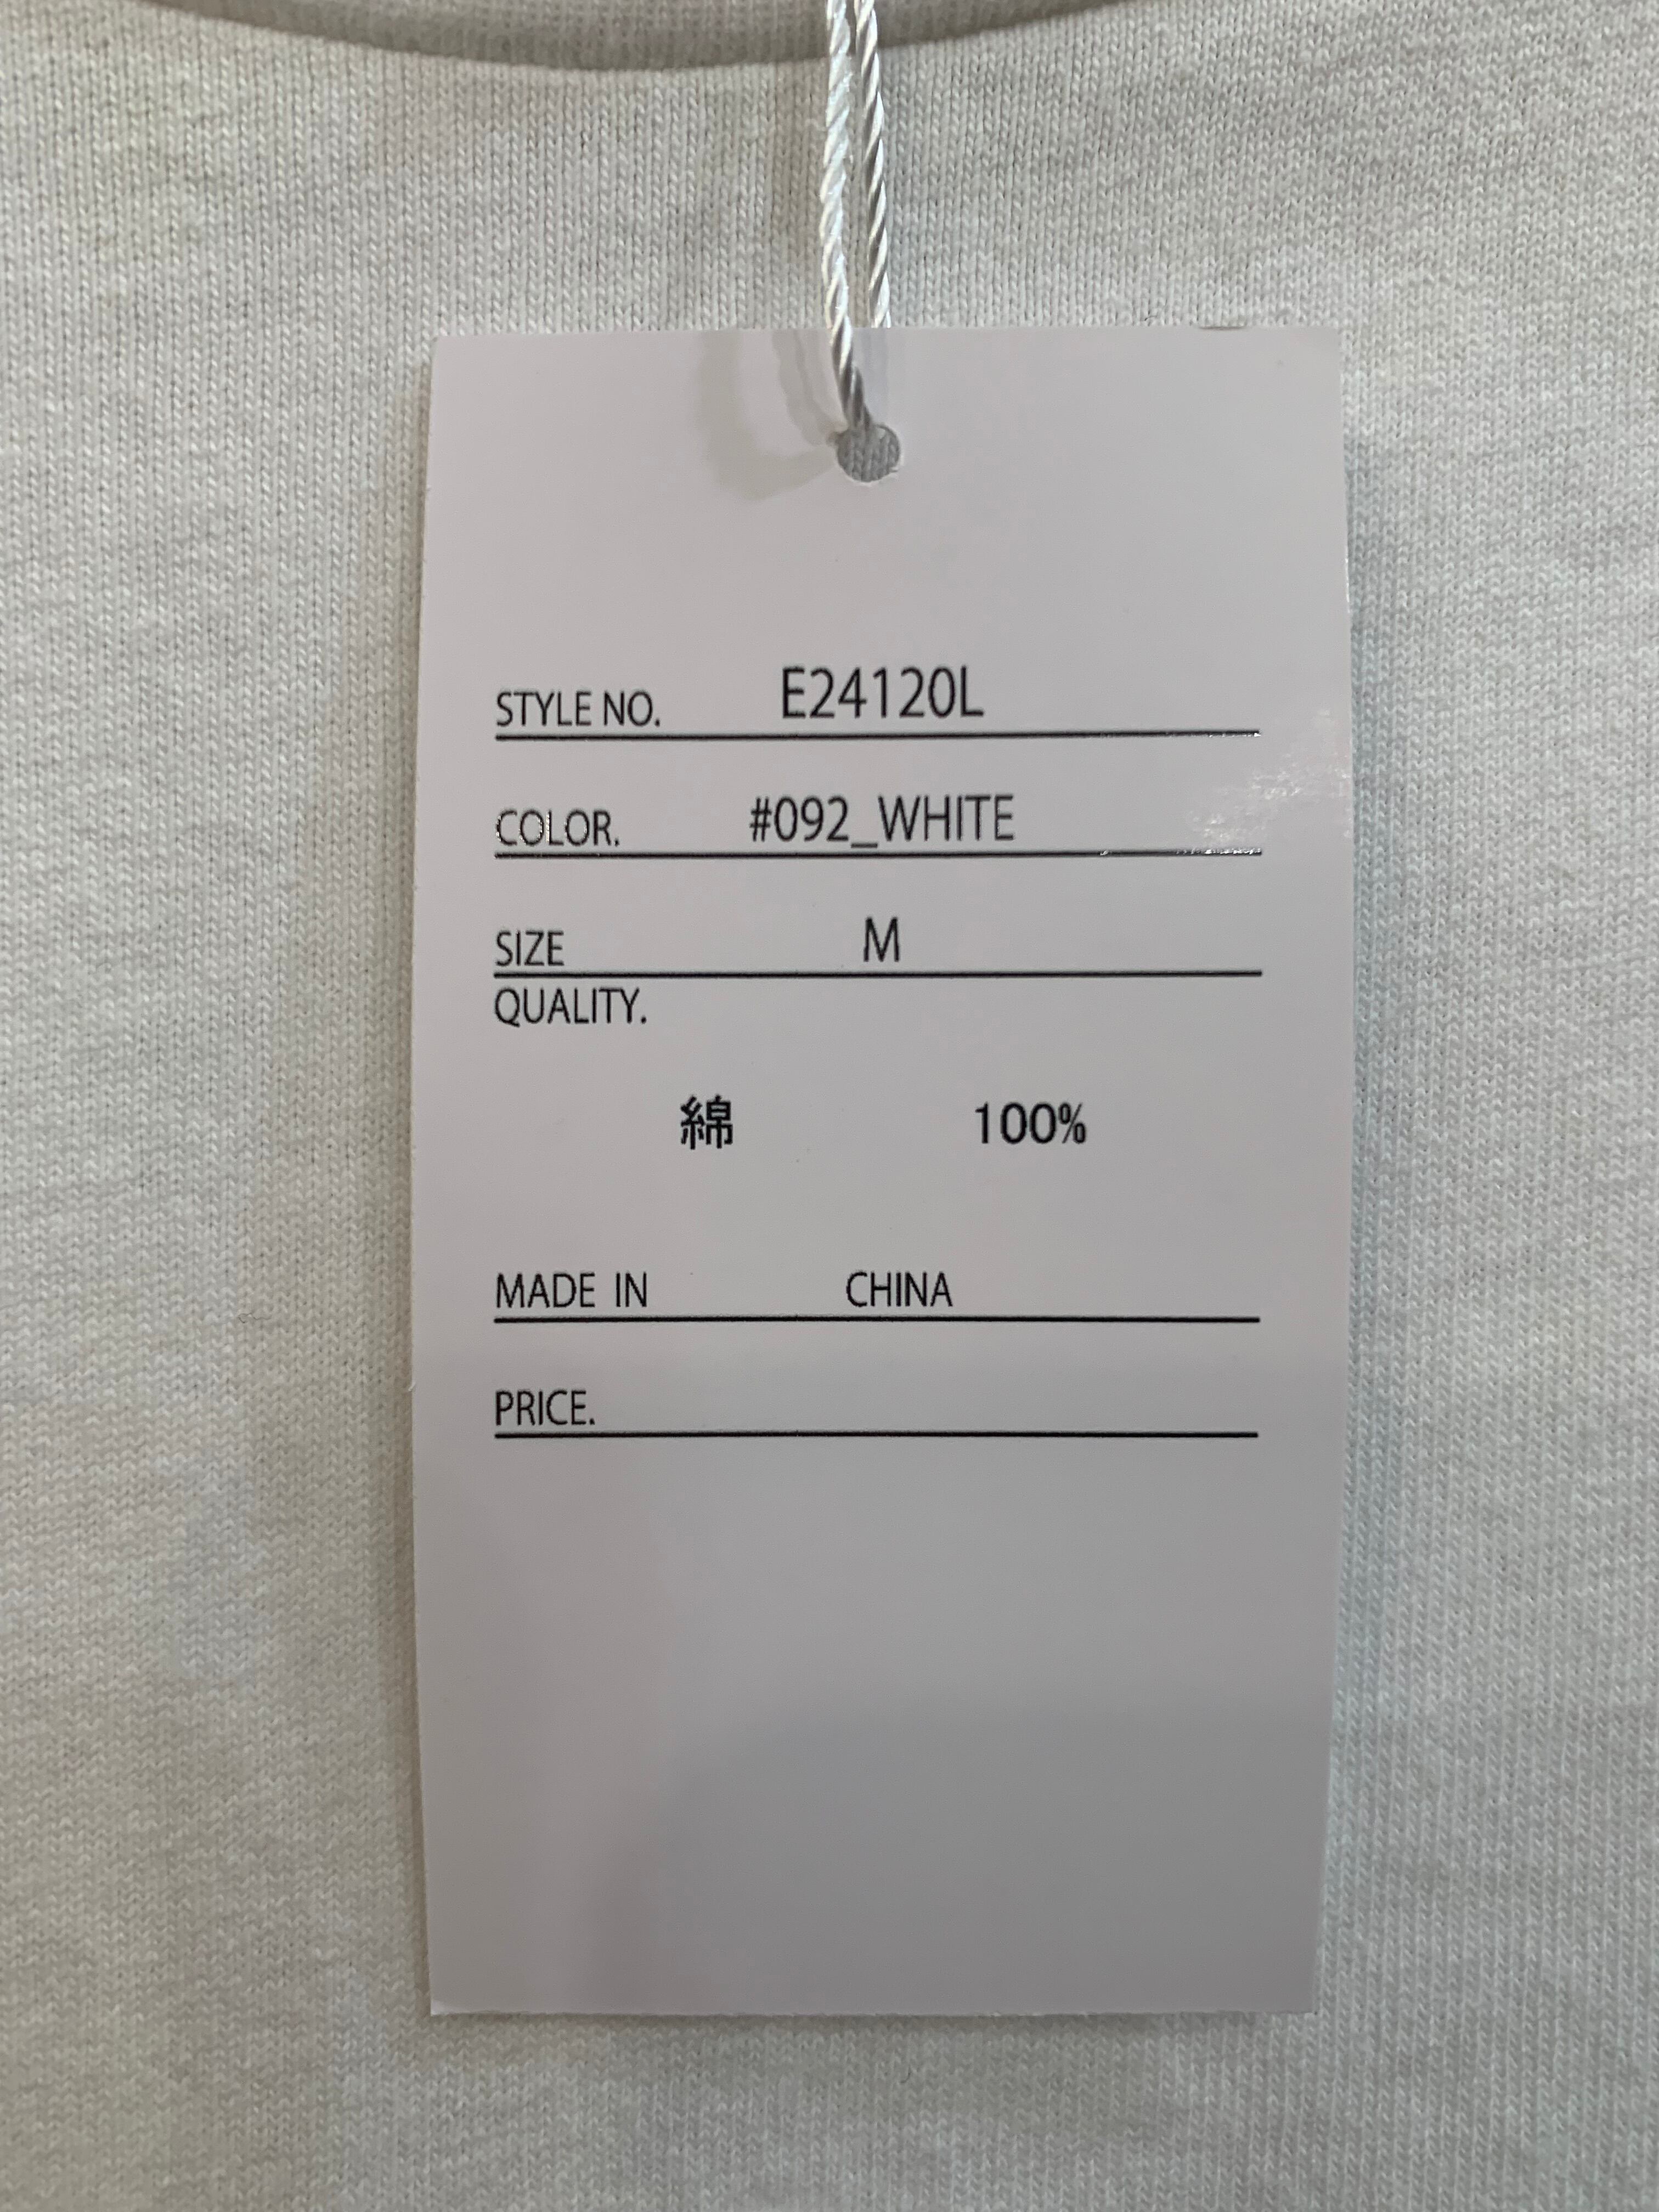 STYLE NO. E24120L
COLOR. #092_WHITE
SIZE M
QUALITY.
綿 100%
MADE IN CHINA
PRICE.